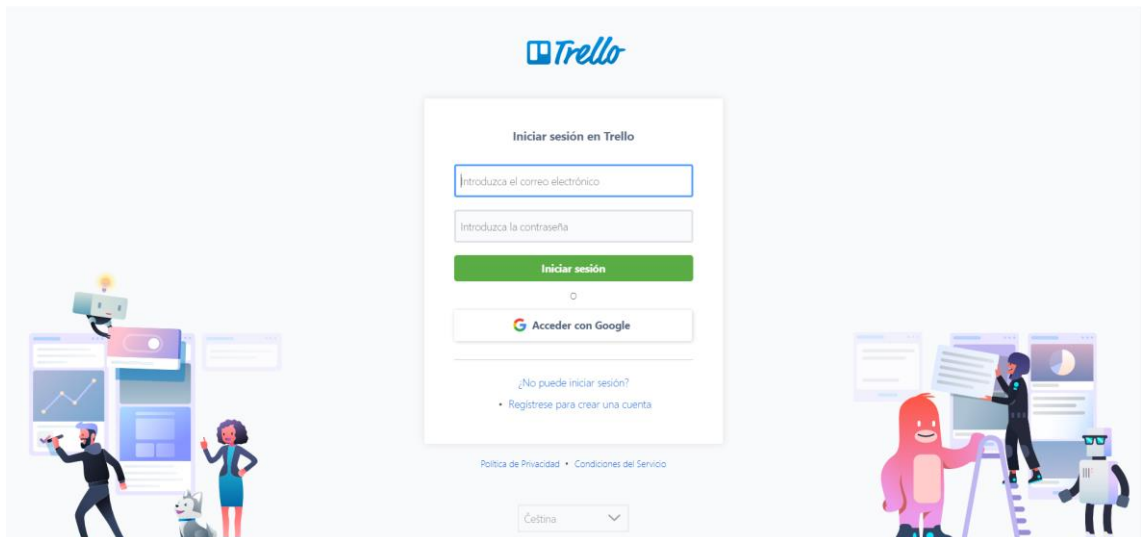 Trello
Iniciar sesión en Trello
Introduzca el correo electrónico
Introduzca la contraseña
Iniciar sesión
O
Acceder con Google
¿No puede iniciar sesión?
• Regístrese para crear una cuenta
Política de Privacidad • Condiciones del Servicio
Čeština